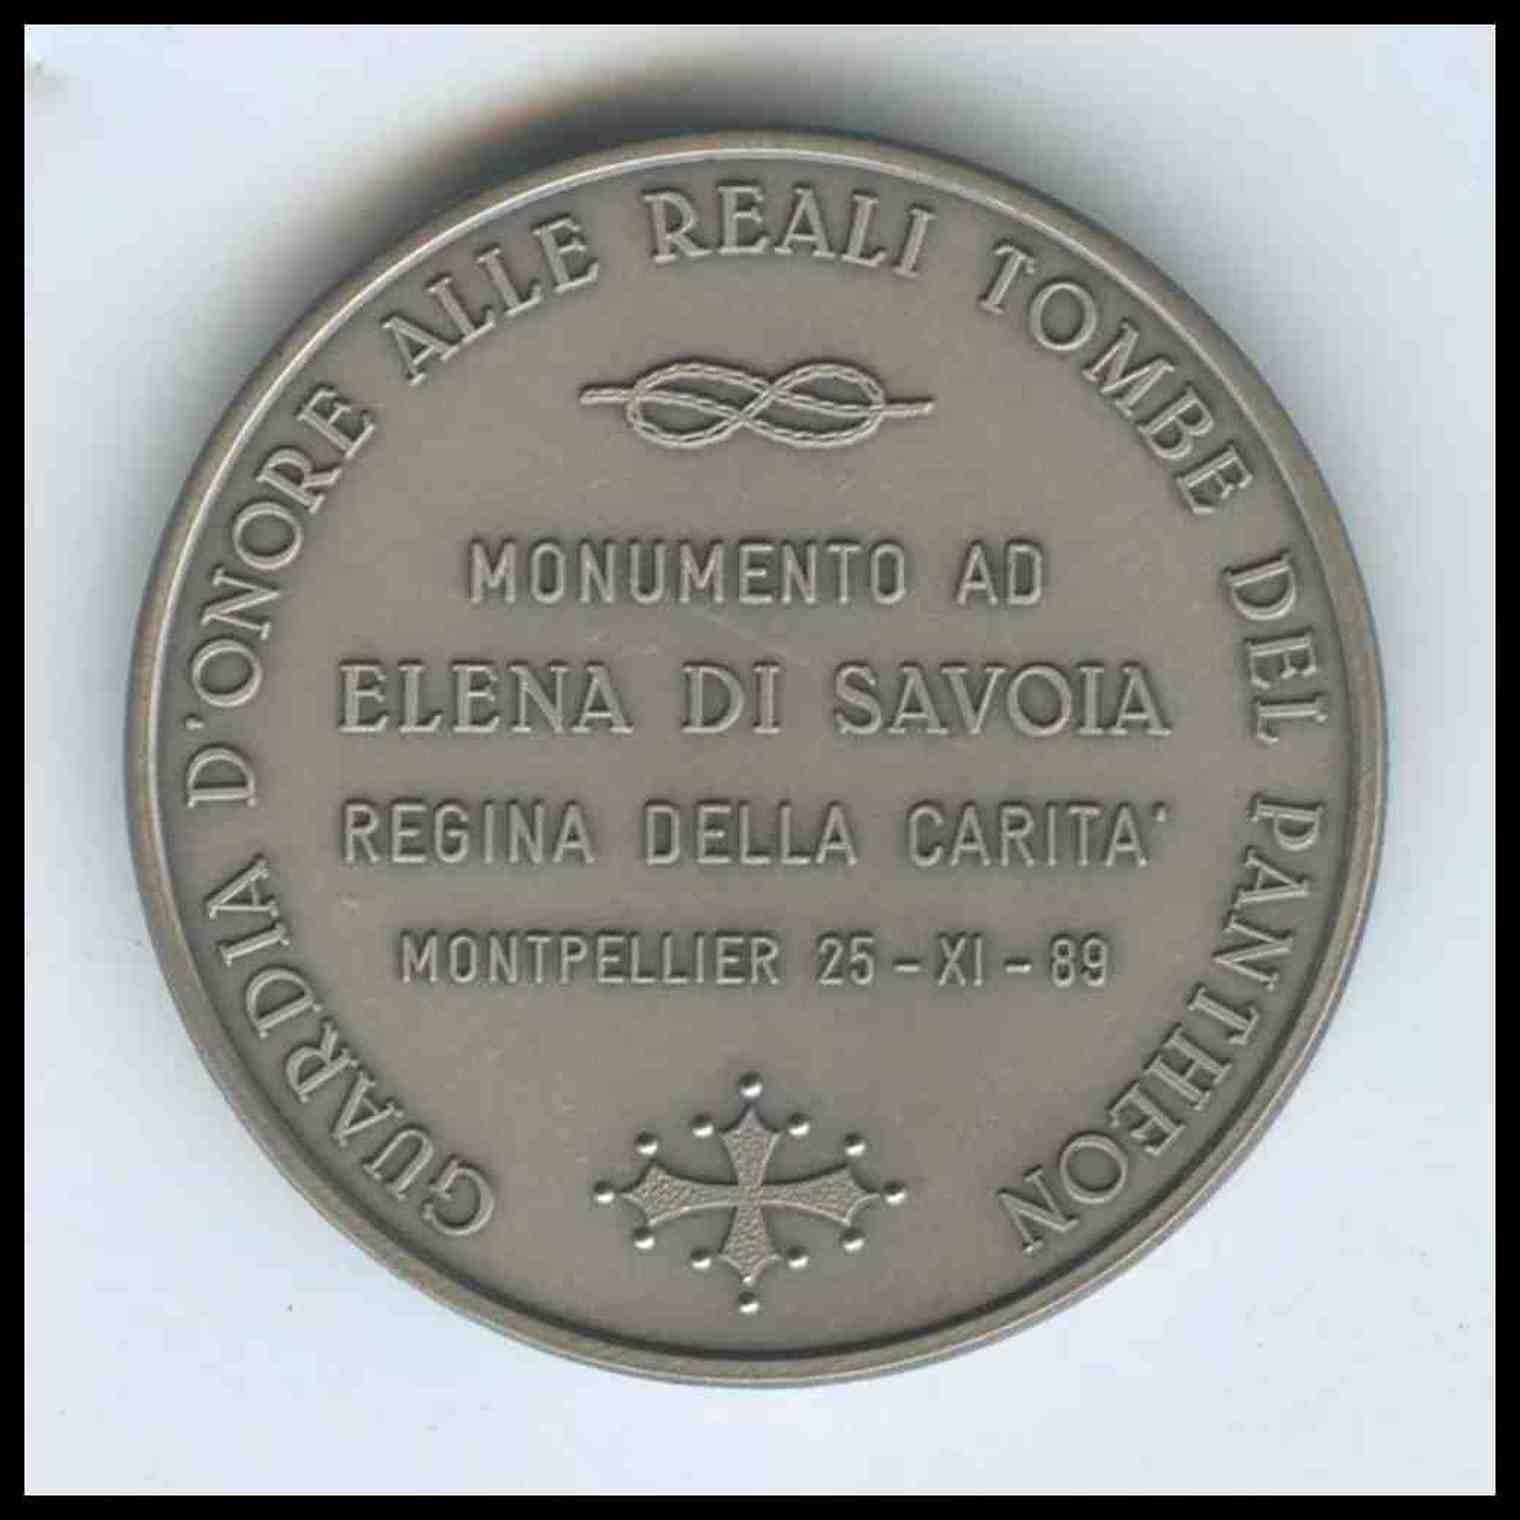 GUARDIA D'ONORE ALLE REALI TOMBE DEL PANTHEON
MONUMENTO AD
ELENA DI SAVOIA
REGINA DELLA CARITA'
MONTPELLIER 25-XI-89